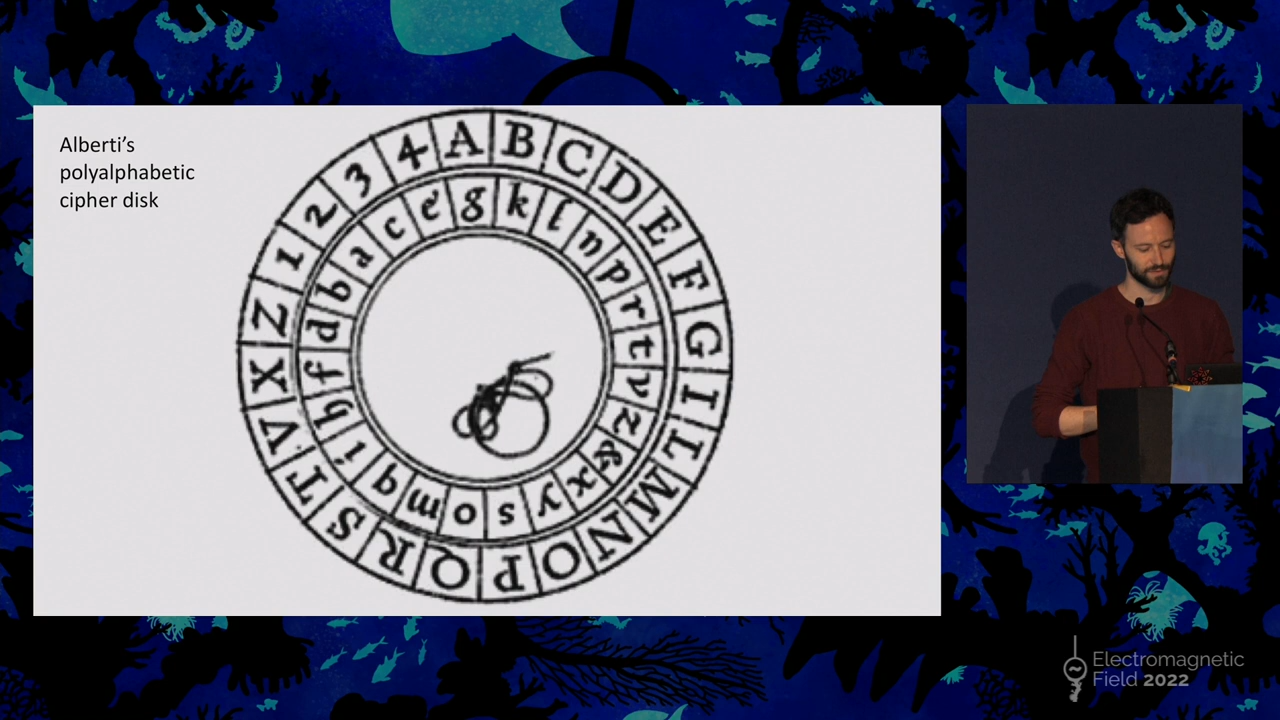 Alberti's
polyalphabetic
cipher disk
A B C D E F G I L M N O P Q R S T V X Z 1 2 3 4
g k l n p r t v z & x y s o m q i h f d b a c e
Electromagnetic
Field 2022